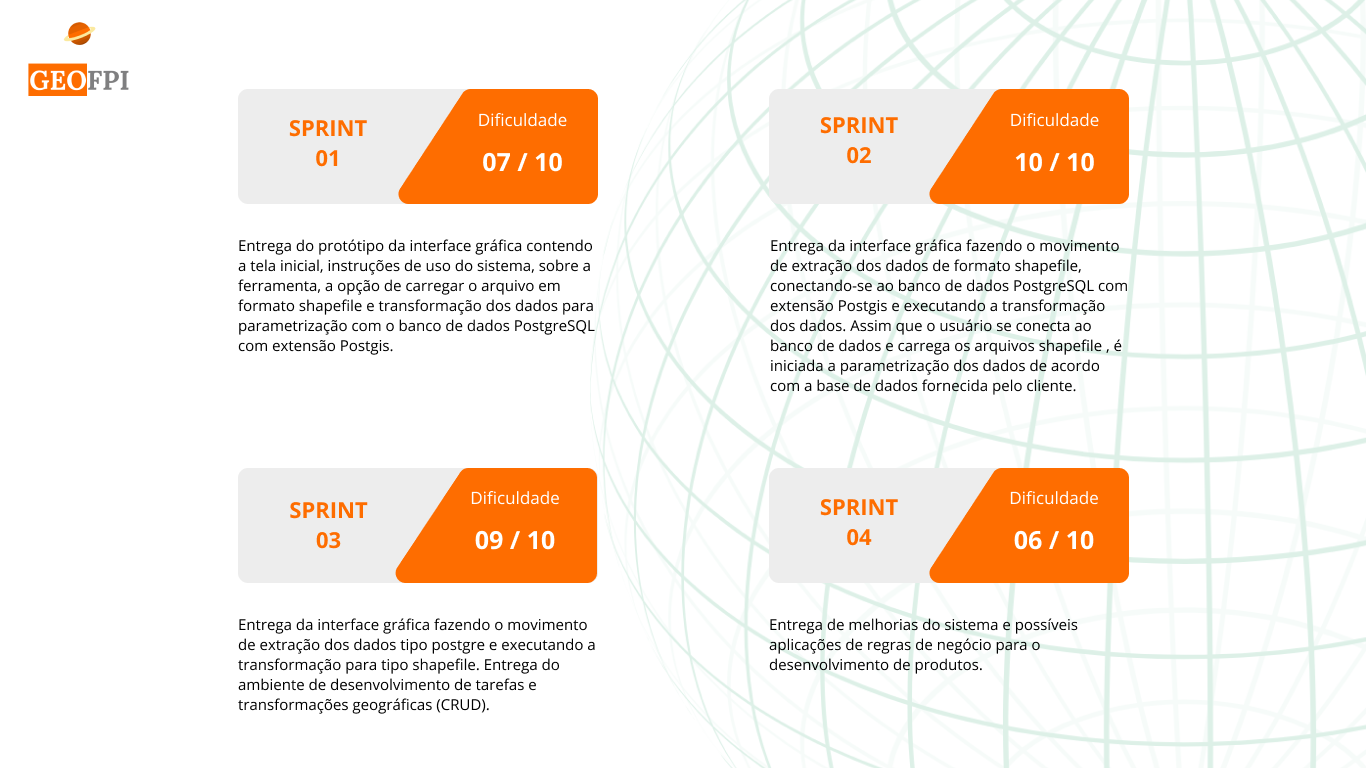 GEOFPI
SPRINT
01
Dificuldade
07 / 10
Entrega do protótipo da interface gráfica contendo
a tela inicial, instruções de uso do sistema, sobre a
ferramenta, a opção de carregar o arquivo em
formato shapefile e transformação dos dados para
parametrização com o banco de dados PostgreSQL
com extensão Postgis.
SPRINT
02
Dificuldade
10 / 10
Entrega da interface gráfica fazendo o movimento
de extração dos dados de formato shapefile,
conectando-se ao banco de dados PostgreSQL com
extensão Postgis e executando a transformação
dos dados. Assim que o usuário se conecta ao
banco de dados e carrega os arquivos shapefile , é
iniciada a parametrização dos dados de acordo
com a base de dados fornecida pelo cliente.
SPRINT
03
Dificuldade
09 / 10
Entrega da interface gráfica fazendo o movimento
de extração dos dados tipo postgre e executando a
transformação para tipo shapefile. Entrega do
ambiente de desenvolvimento de tarefas e
transformações geográficas (CRUD).
SPRINT
04
Dificuldade
06 / 10
Entrega de melhorias do sistema e possíveis
aplicações de regras de negócio para o
desenvolvimento de produtos.